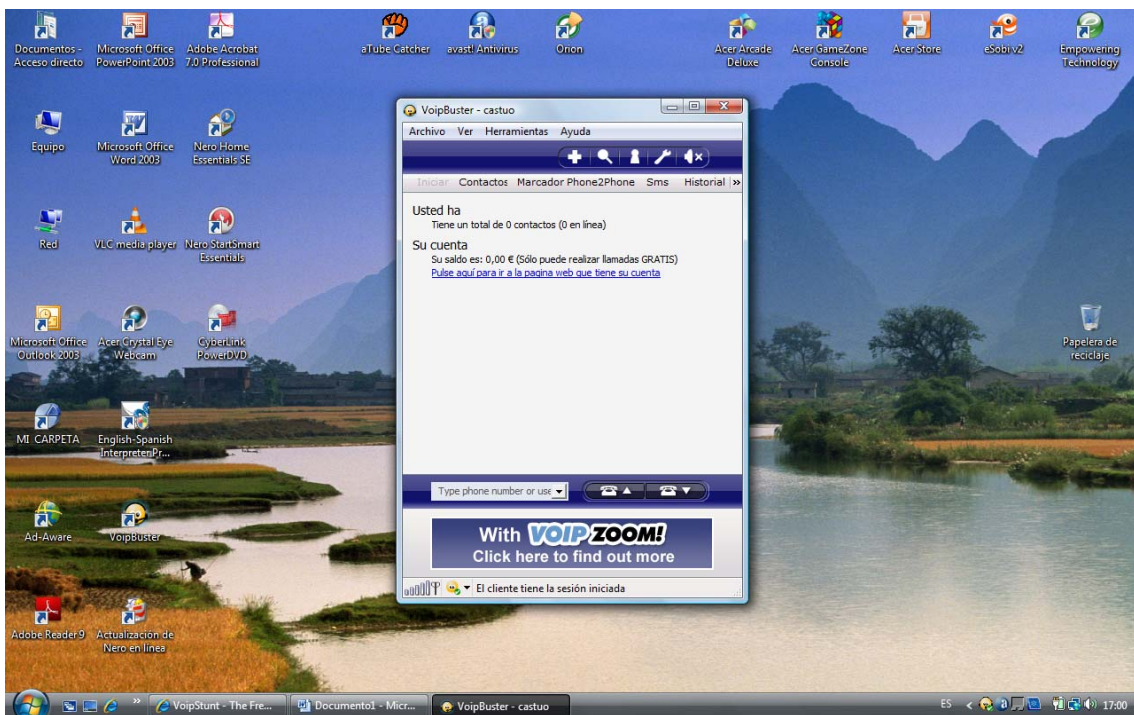 Documentos -
Acceso directo
Microsoft Office
PowerPoint 2003
Adobe Acrobat
7.0 Professional
aTube Catcher
avast! Antivirus
Orion
Acer Arcade
Deluxe
Acer GameZone
Console
Acer Store
eSobi v2
Empowering
Technology
Equipo
Microsoft Office
Word 2003
Nero Home
Essentials SE
Red
VLC media player
Nero StartSmart
Essentials
Microsoft Office
Outlook 2003
Acer Crystal Eye
Webcam
CyberLink
PowerDVD
Papelera de
reciclaje
MI CARPETA
English-Spanish
Interpreter Pr...
Ad-Aware
VoipBuster
Adobe Reader 9
Actualización de
Nero en línea
VoipBuster - castuo
Archivo Ver Herramientas Ayuda
Iniciar Contactos Marcador Phone2Phone Sms Historial »
Usted ha
Tiene un total de 0 contactos (0 en línea)
Su cuenta
Su saldo es: 0,00 € (Sólo puede realizar llamadas GRATIS)
Pulse aquí para ir a la pagina web que tiene su cuenta
Type phone number or use
With VOIP ZOOM!
Click here to find out more
El cliente tiene la sesión iniciada
VoipStunt - The Fre...
Documento1 - Micr...
VoipBuster - castuo
ES
17:00